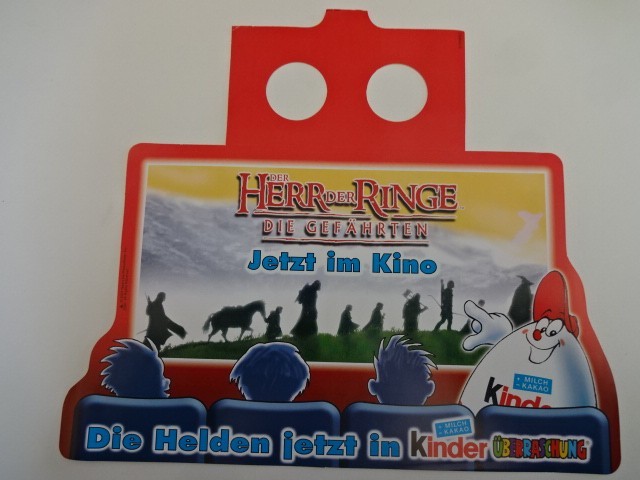 DER
HERR DER RINGE
DIE GEFÄHRTEN
Jetzt im Kino
+ MILCH
- KAKAO
Kinde
+ MILCH
- KAKAO
Die Helden jetzt in Kinder ÜBERRASCHUNG